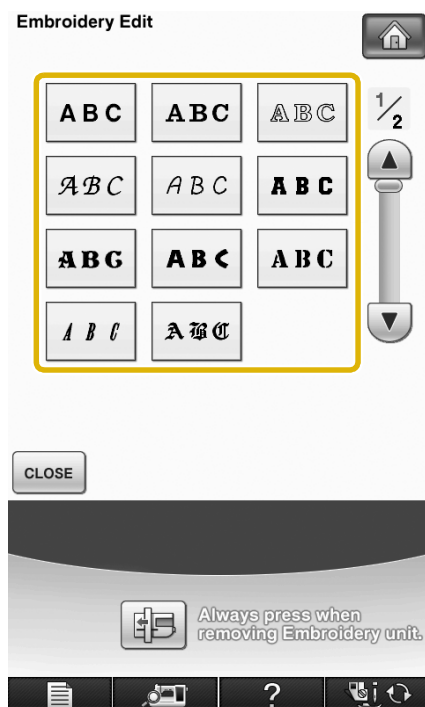 Embroidery Edit
ABC ABC ABC
1/2
ABC ABC ABC
ABC ABC ABC
ABC ABC
CLOSE
Always press when
removing Embroidery unit.
?